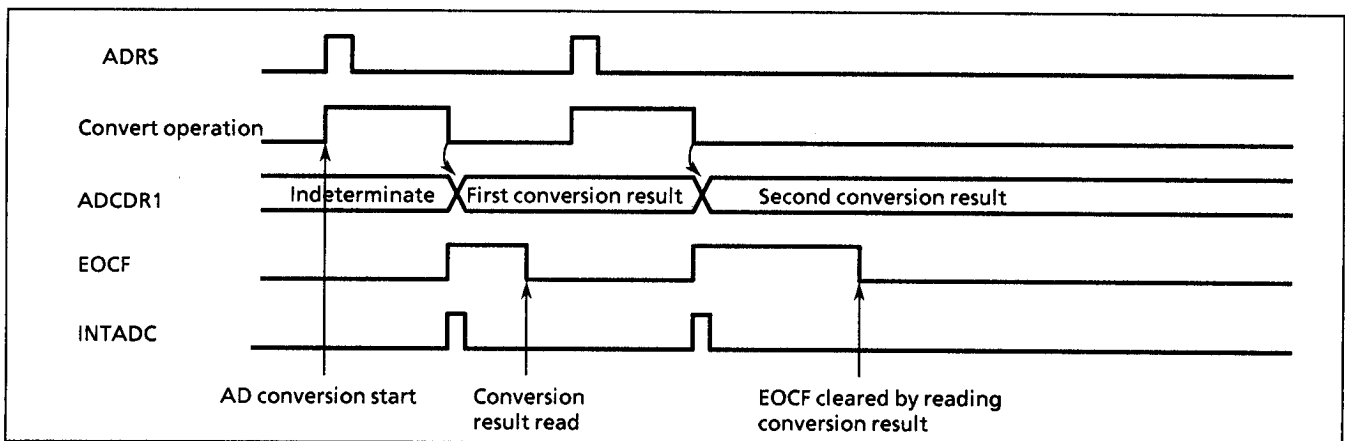 ADRS
Convert operation
ADCDR1
Indeterminate
First conversion result
Second conversion result
EOCF
INTADC
AD conversion start
Conversion
result read
EOCF cleared by reading
conversion result